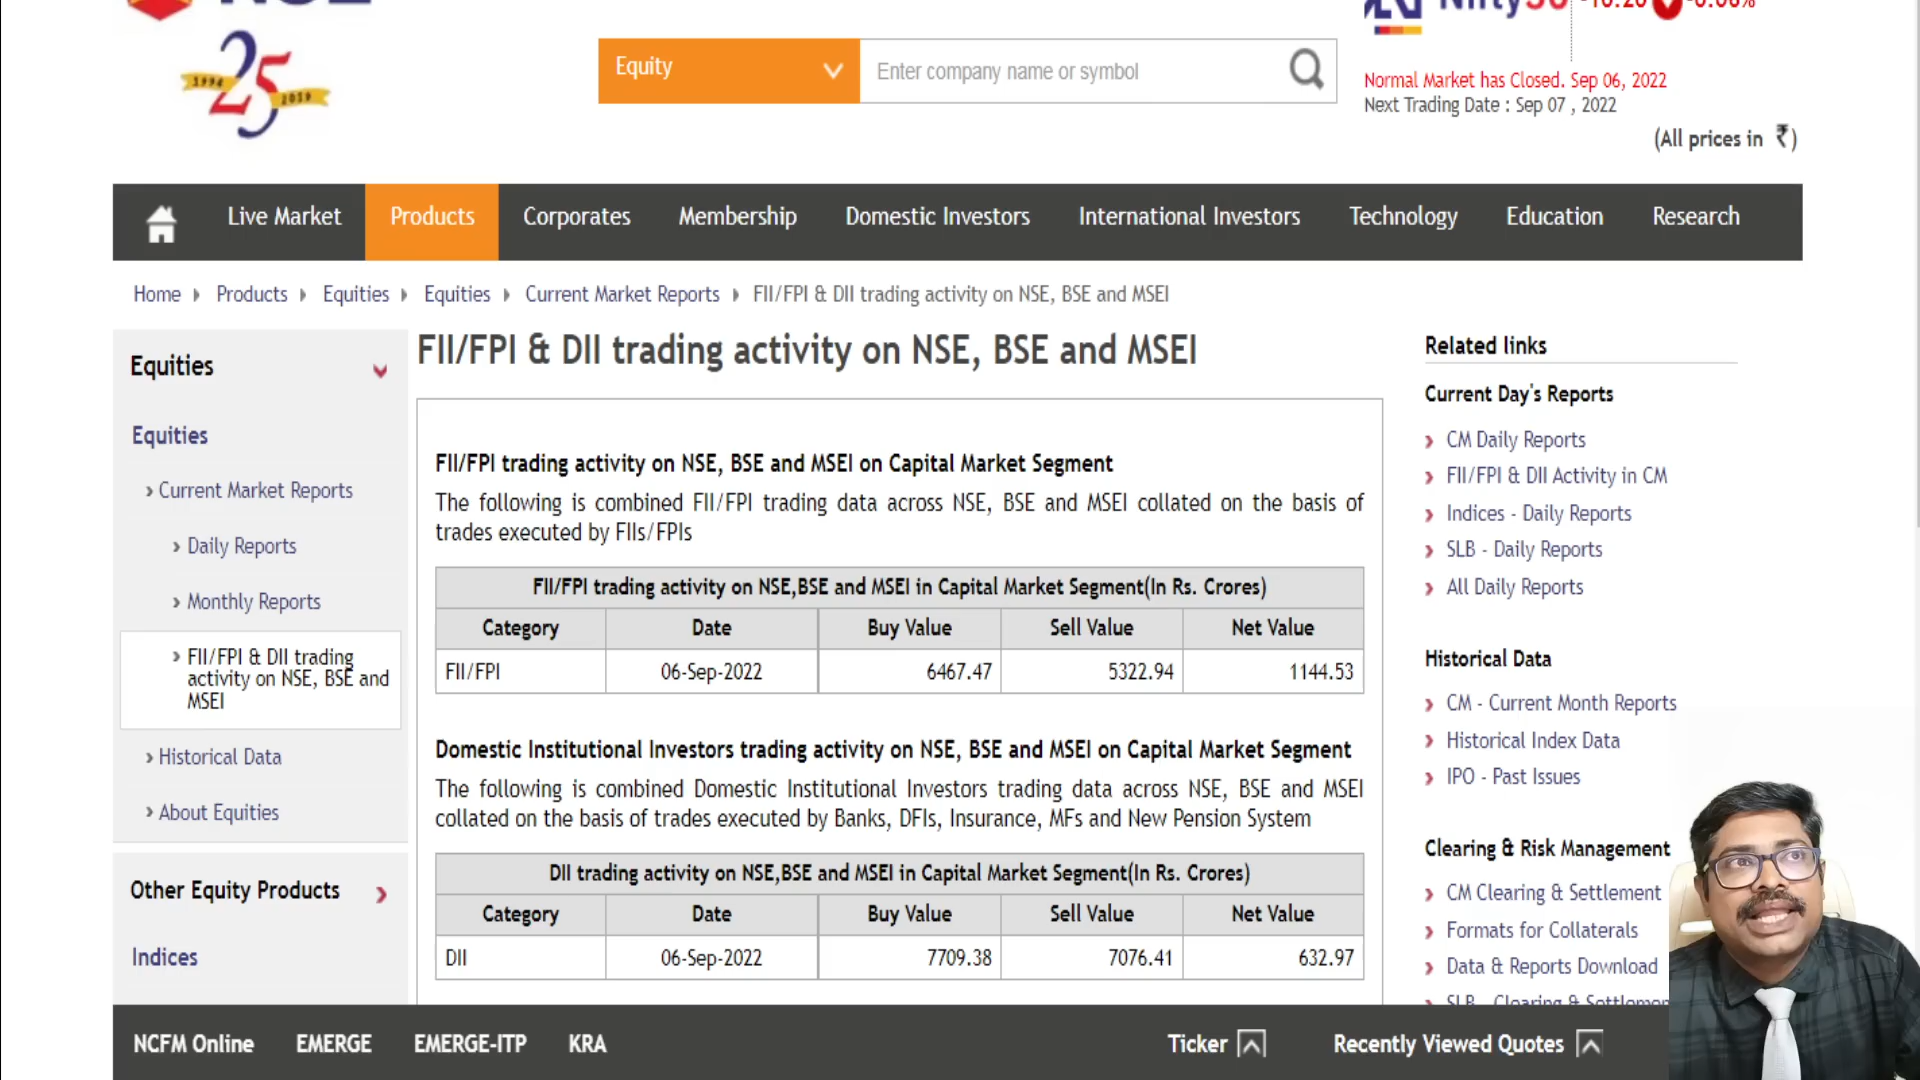 1994 25 2019
Equity
Enter company name or symbol
Normal Market has Closed. Sep 06, 2022
Next Trading Date : Sep 07 , 2022
(All prices in ₹)
Live Market Products Corporates Membership Domestic Investors International Investors Technology Education Research
Home Products Equities Equities Current Market Reports FII/FPI & DII trading activity on NSE, BSE and MSEI
Equities
Equities
Current Market Reports
Daily Reports
Monthly Reports
FII/FPI & DII trading
activity on NSE, BSE and
MSEI
Historical Data
About Equities
Other Equity Products
Indices
FII/FPI & DII trading activity on NSE, BSE and MSEI
FII/FPI trading activity on NSE, BSE and MSEI on Capital Market Segment
The following is combined FII/FPI trading data across NSE, BSE and MSEI collated on the basis of
trades executed by FIIs/FPIs
FII/FPI trading activity on NSE,BSE and MSEI in Capital Market Segment(In Rs. Crores)
Category Date Buy Value Sell Value Net Value
FII/FPI 06-Sep-2022 6467.47 5322.94 1144.53
Domestic Institutional Investors trading activity on NSE, BSE and MSEI on Capital Market Segment
The following is combined Domestic Institutional Investors trading data across NSE, BSE and MSEI
collated on the basis of trades executed by Banks, DFIs, Insurance, MFs and New Pension System
DII trading activity on NSE,BSE and MSEI in Capital Market Segment(In Rs. Crores)
Category Date Buy Value Sell Value Net Value
DII 06-Sep-2022 7709.38 7076.41 632.97
Related links
Current Day's Reports
CM Daily Reports
FII/FPI & DII Activity in CM
Indices - Daily Reports
SLB - Daily Reports
All Daily Reports
Historical Data
CM - Current Month Reports
Historical Index Data
IPO - Past Issues
Clearing & Risk Management
CM Clearing & Settlement
Formats for Collaterals
Data & Reports Download
NCFM Online EMERGE EMERGE-ITP KRA Ticker Recently Viewed Quotes